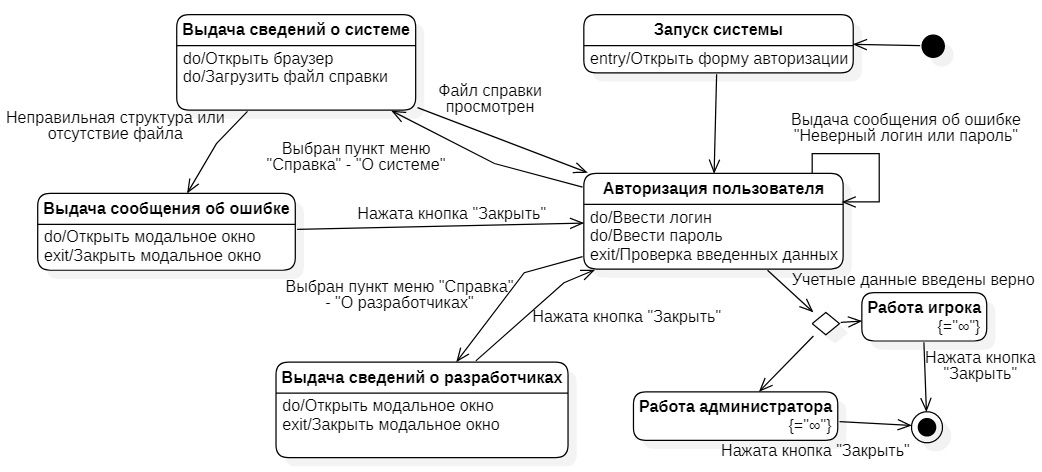 Выдача сведений о системе
do/Открыть браузер
do/Загрузить файл справки
Запуск системы
entry/Открыть форму авторизации
Файл справки
просмотрен
Неправильная структура или
отсутствие файла
Выбран пункт меню
"Справка" - "О системе"
Выдача сообщения об ошибке
"Неверный логин или пароль"
Авторизация пользователя
do/Ввести логин
do/Ввести пароль
exit/Проверка введенных данных
Выдача сообщения об ошибке
do/Открыть модальное окно
exit/Закрыть модальное окно
Нажата кнопка "Закрыть"
Выбран пункт меню "Справка"
- "О разработчиках"
Нажата кнопка "Закрыть"
Учетные данные введены верно
Работа игрока
{="∞"}
Нажата кнопка
"Закрыть"
Выдача сведений о разработчиках
do/Открыть модальное окно
exit/Закрыть модальное окно
Работа администратора
{="∞"}
Нажата кнопка "Закрыть"